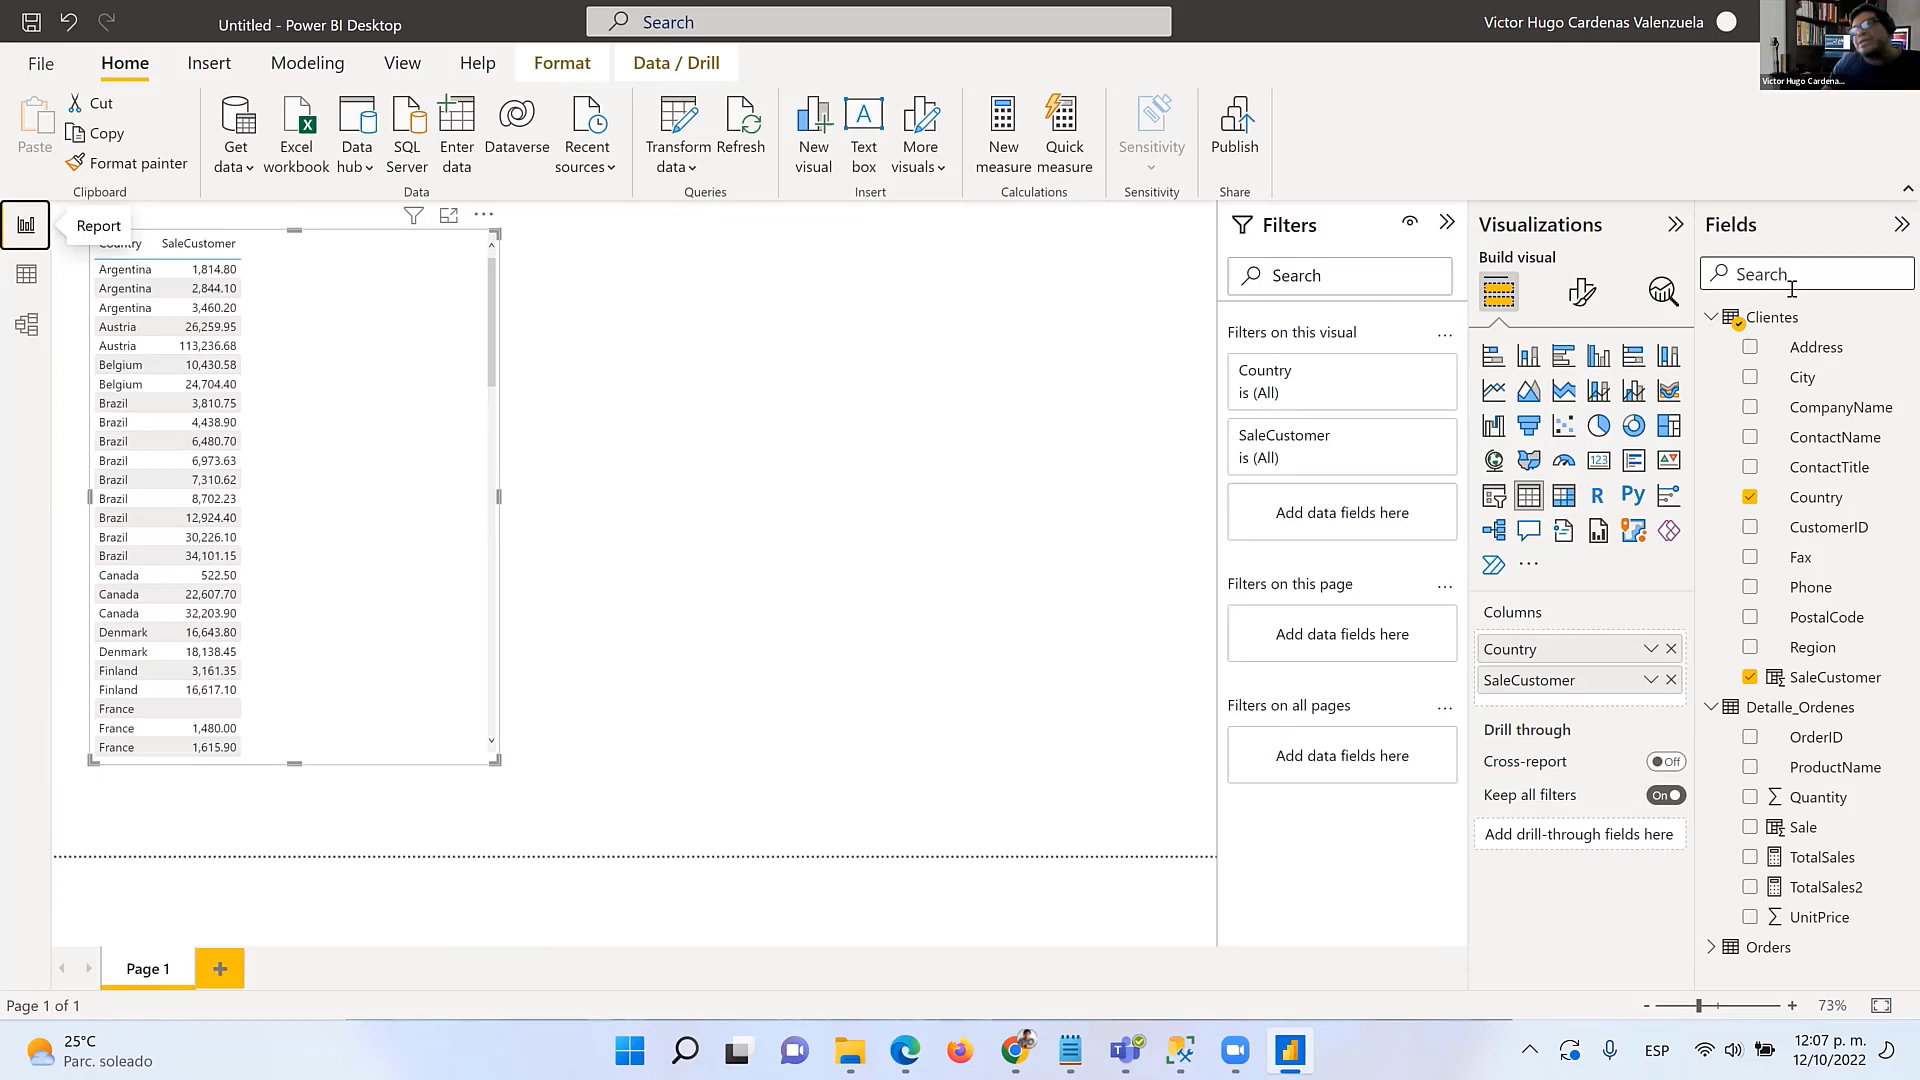 Untitled - Power BI Desktop
Search
Victor Hugo Cardenas Valenzuela
Victor Hugo Cardena...
File
Home
Insert
Modeling
View
Help
Format
Data / Drill
Paste
Cut
Copy
Format painter
Clipboard
Get data
Excel workbook
Data hub
SQL Server
Enter data
Dataverse
Recent sources
Data
Transform data
Refresh
Queries
New visual
Text box
More visuals
Insert
New measure
Quick measure
Calculations
Sensitivity
Sensitivity
Publish
Share
Report
Country SaleCustomer
Argentina 1,814.80
Argentina 2,844.10
Argentina 3,460.20
Austria 26,259.95
Austria 113,236.68
Belgium 10,430.58
Belgium 24,704.40
Brazil 3,810.75
Brazil 4,438.90
Brazil 6,480.70
Brazil 6,973.63
Brazil 7,310.62
Brazil 8,702.23
Brazil 12,924.40
Brazil 30,226.10
Brazil 34,101.15
Canada 522.50
Canada 22,607.70
Canada 32,203.90
Denmark 16,643.80
Denmark 18,138.45
Finland 3,161.35
Finland 16,617.10
France
France 1,480.00
France 1,615.90
Filters
Search
Filters on this visual
...
Country
is (All)
SaleCustomer
is (All)
Add data fields here
Filters on this page
...
Add data fields here
Filters on all pages
...
Add data fields here
Visualizations
Build visual
123
R
Py
...
Columns
Country
SaleCustomer
Drill through
Cross-report
Off
Keep all filters
On
Add drill-through fields here
Fields
Search
Clientes
Address
City
CompanyName
ContactName
ContactTitle
Country
CustomerID
Fax
Phone
PostalCode
Region
SaleCustomer
Detalle_Ordenes
OrderID
ProductName
Quantity
Sale
TotalSales
TotalSales2
UnitPrice
Orders
Page 1
Page 1 of 1
73%
25°C
Parc. soleado
ESP
12:07 p. m.
12/10/2022